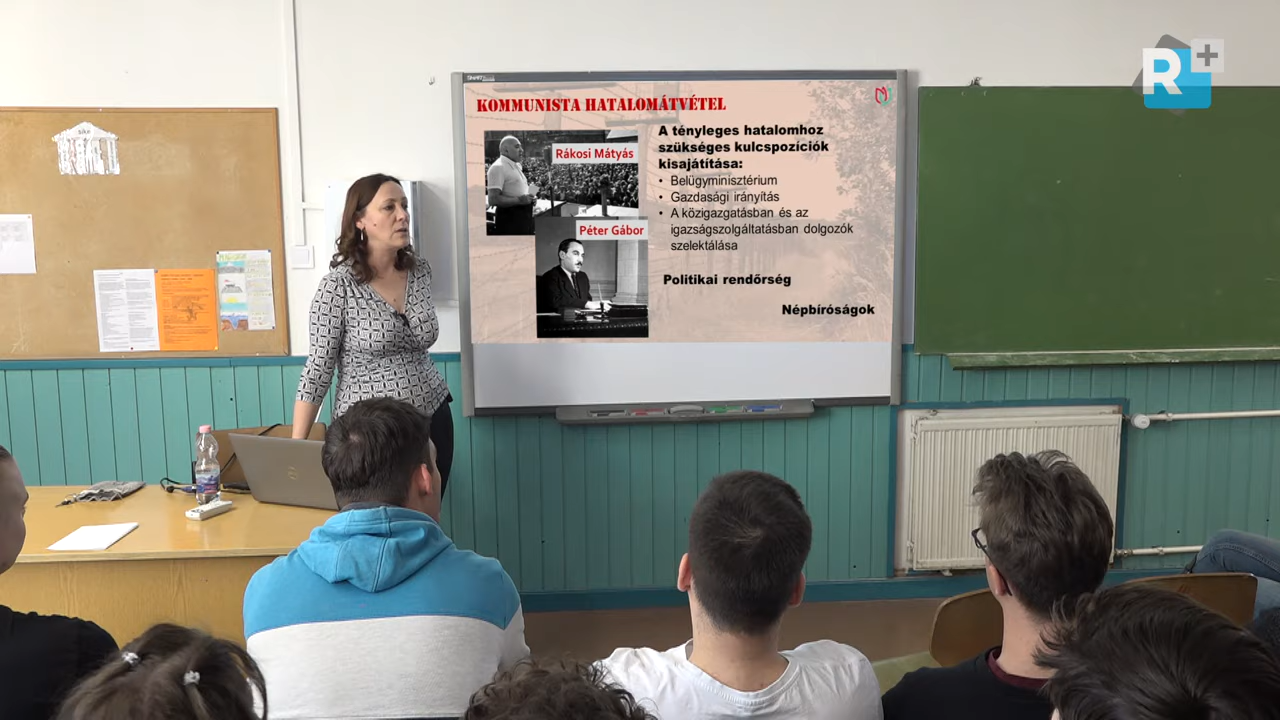 R+
SMART
KOMMUNISTA HATALOMÁTVÉTEL
Rákosi Mátyás
Péter Gábor
A tényleges hatalomhoz
szükséges kulcspozíciók
kisajátítása:
• Belügyminisztérium
• Gazdasági irányítás
• A közigazgatásban és az
igazságszolgáltatásban dolgozók
szelektálása
Politikai rendőrség
Népbíróságok